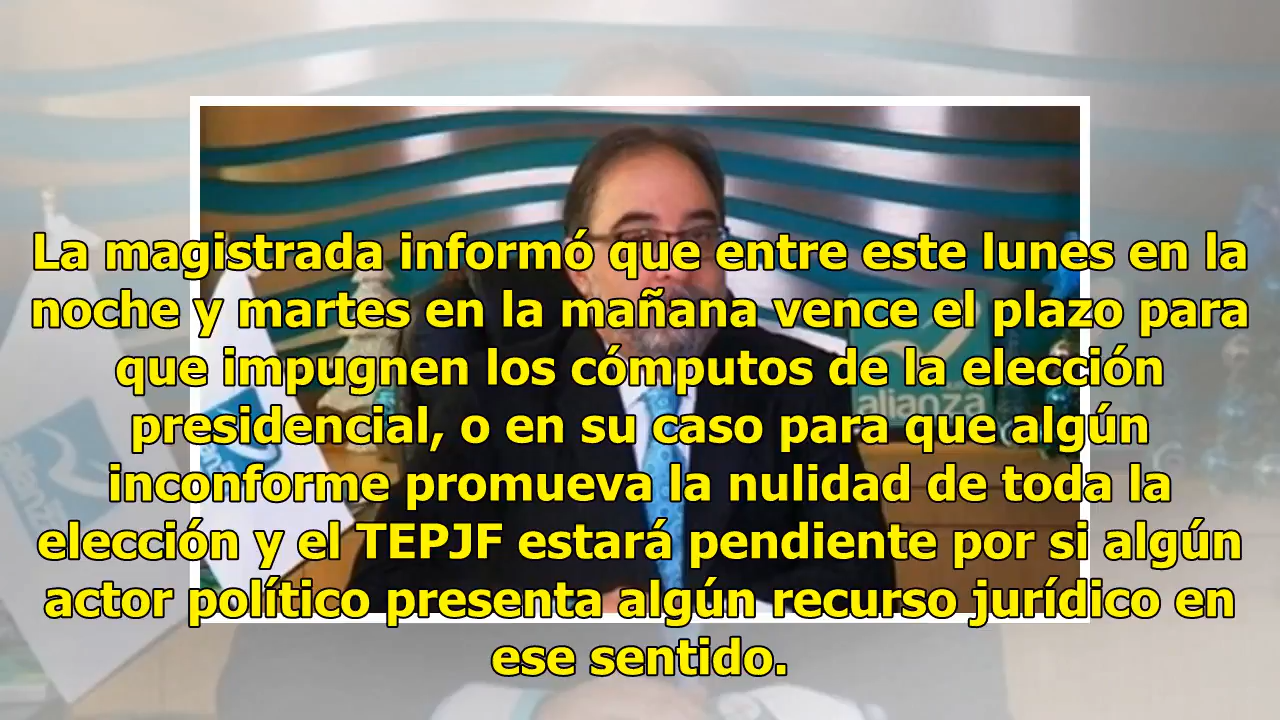 La magistrada informó que entre este lunes en la
noche y martes en la mañana vence el plazo para
que impugnen los cómputos de la elección
presidencial, o en su caso para que algún
inconforme promueva la nulidad de toda la
elección y el TEPJF estará pendiente por si algún
actor político presenta algún recurso jurídico en
ese sentido.
alianza
alianza